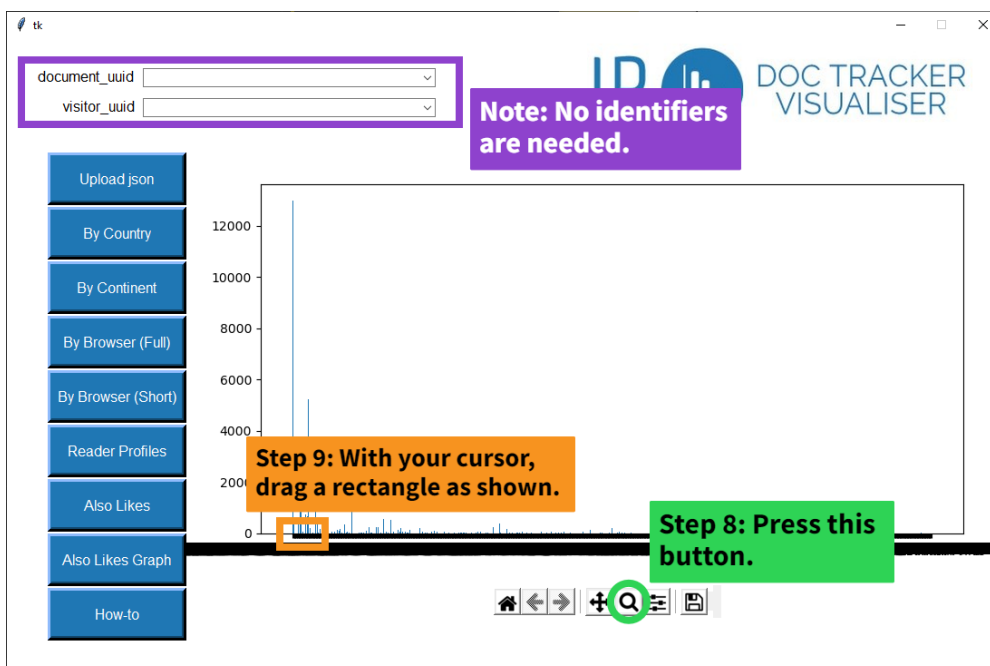 tk
document_uuid
visitor_uuid
DOC TRACKER
VISUALISER
Note: No identifiers
are needed.
Upload json
By Country
By Continent
By Browser (Full)
By Browser (Short)
Reader Profiles
Also Likes
Also Likes Graph
How-to
12000
10000
8000
6000
4000
2000
0
Step 9: With your cursor,
drag a rectangle as shown.
Step 8: Press this
button.